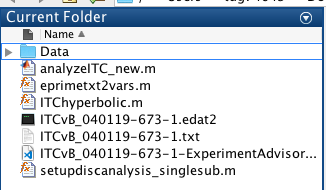 Current Folder
Name
Data
analyzeITC_new.m
eprimetxt2vars.m
ITChyperbolic.m
ITCvB_040119-673-1.edat2
ITCvB_040119-673-1.txt
ITCvB_040119-673-1-ExperimentAdvisor...
setupdiscanalysis_singlesub.m